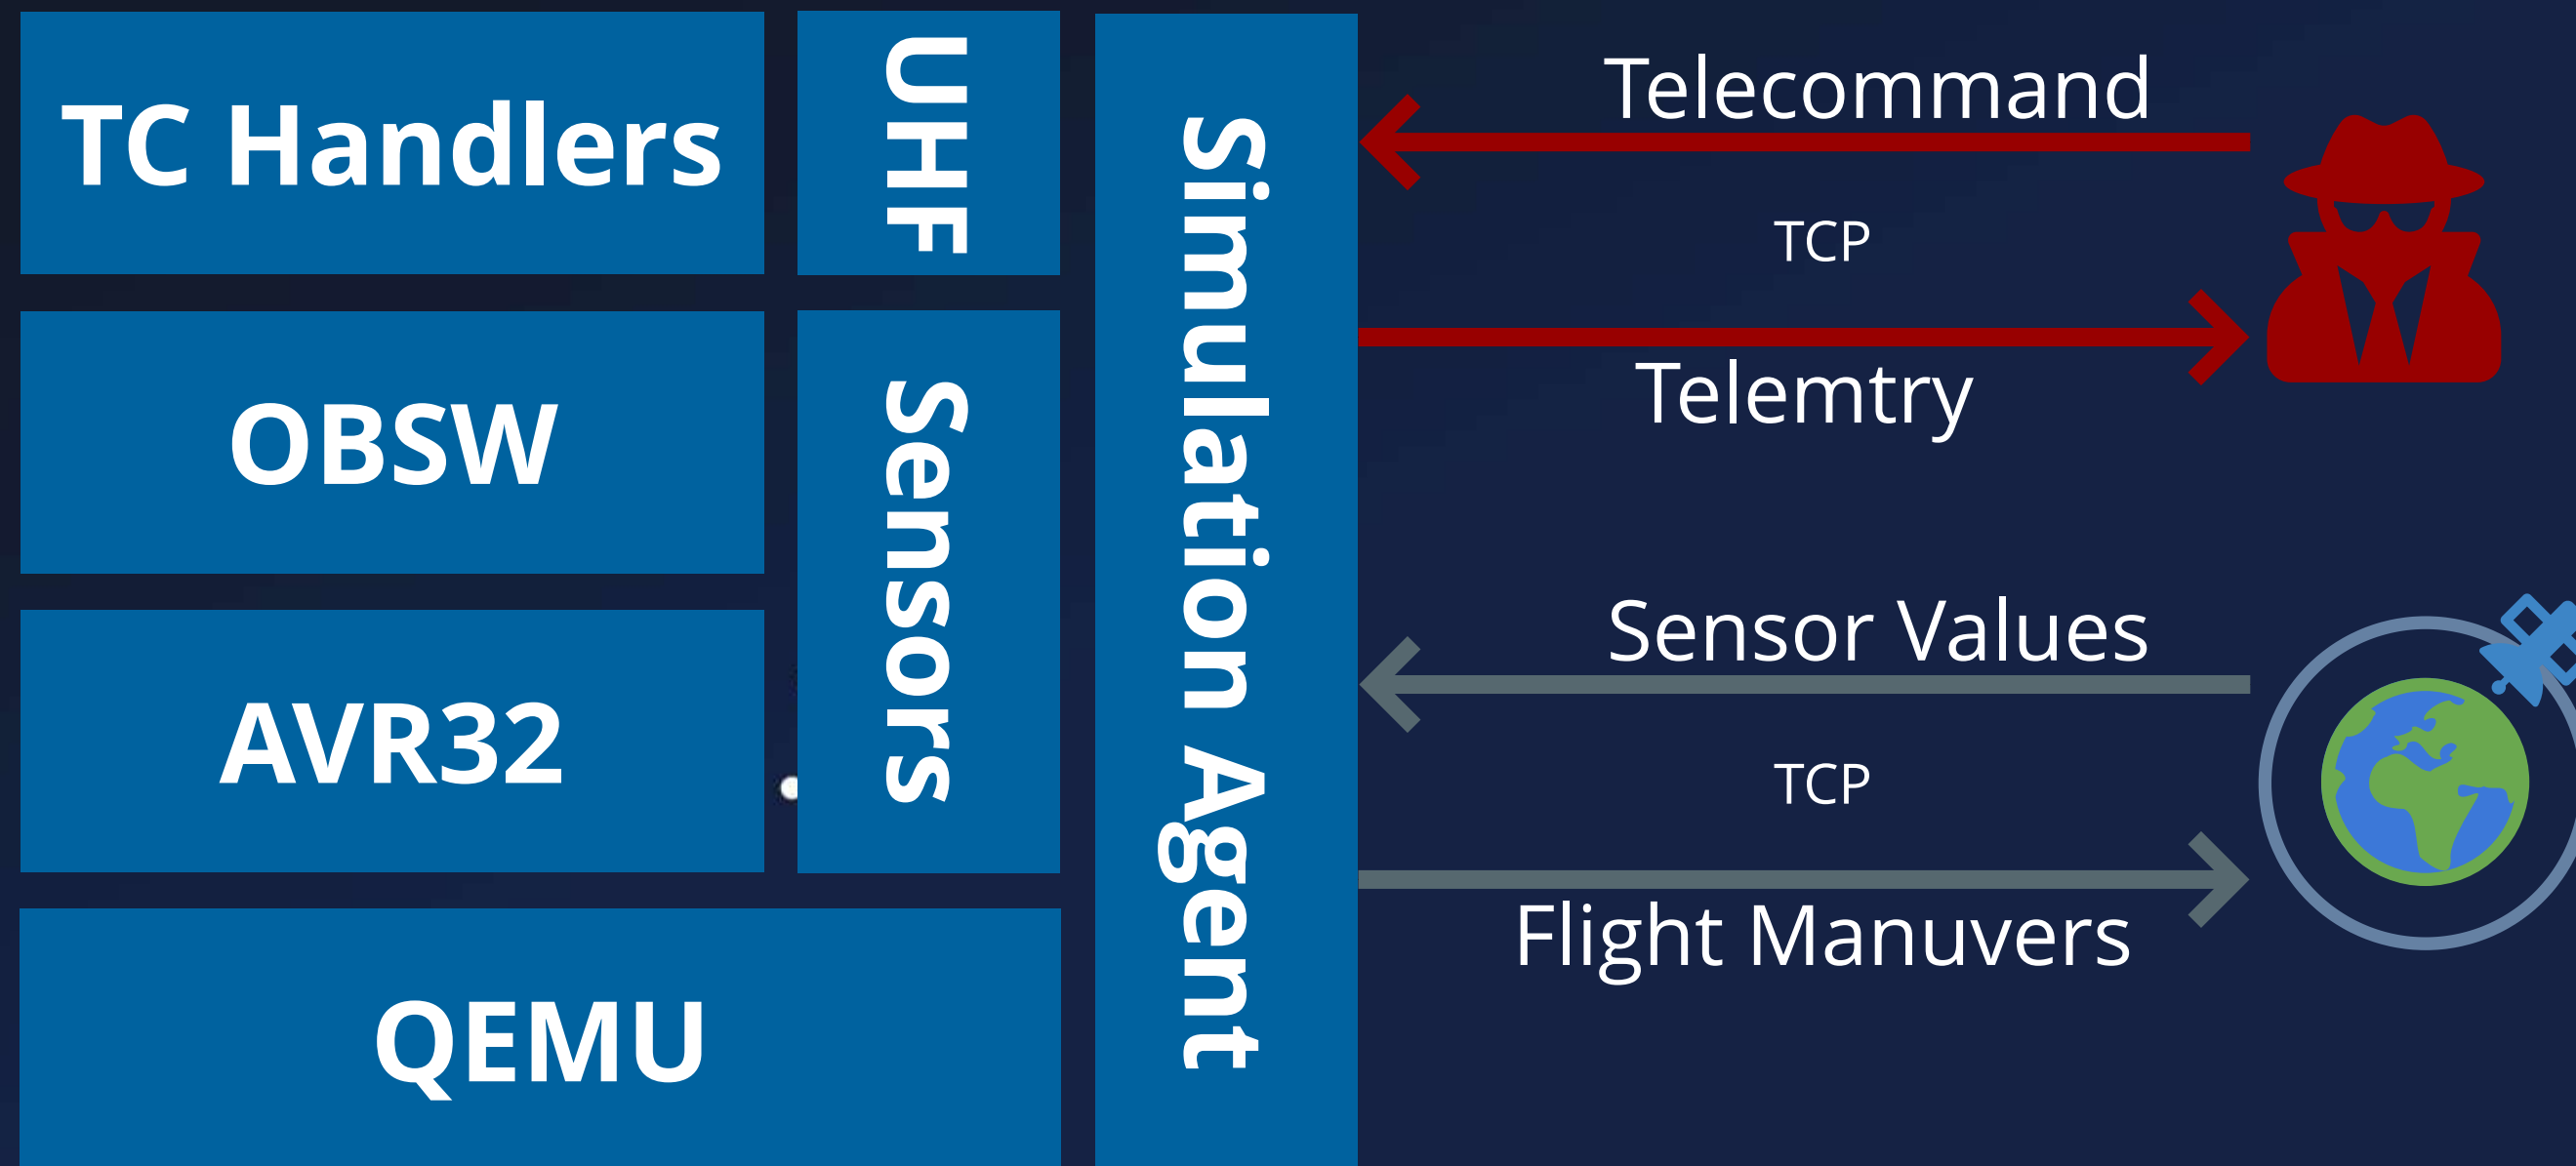 TC Handlers
UHF
OBSW
Sensors
AVR32
QEMU
Simulation Agent
Telecommand
TCP
Telemtry
Sensor Values
TCP
Flight Manuvers